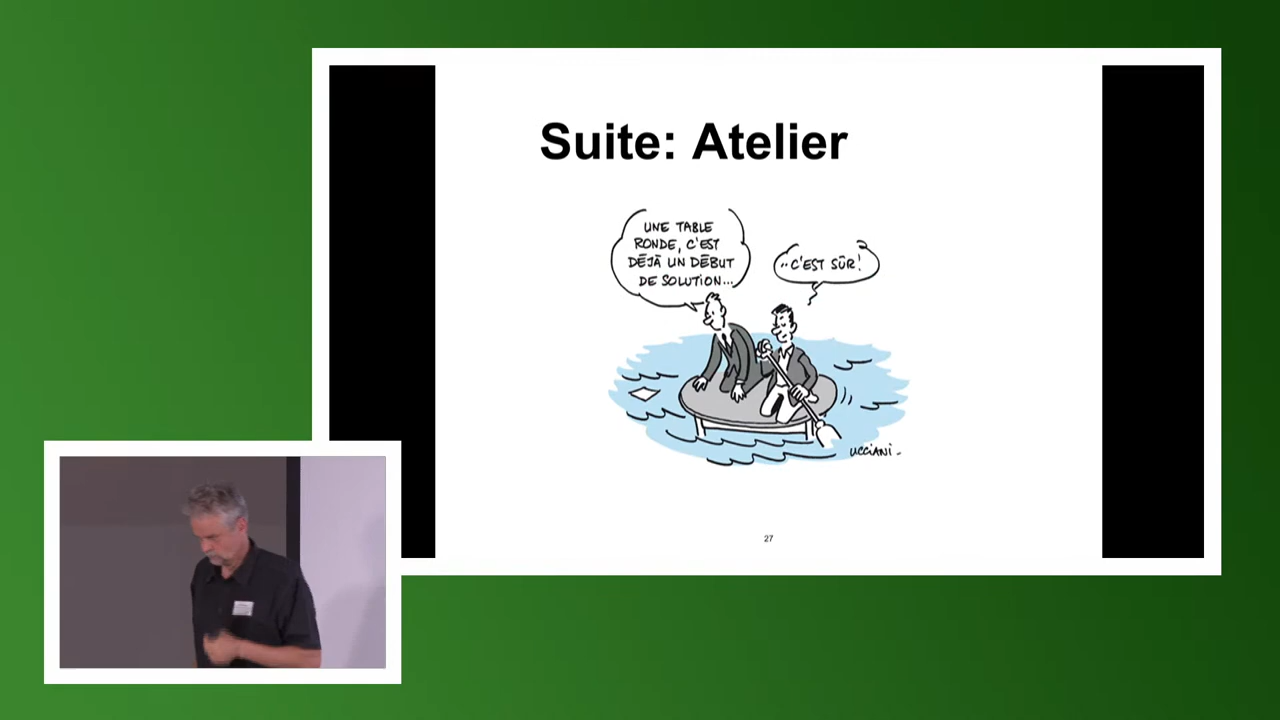 Suite: Atelier
UNE TABLE
RONDE, C'EST
DÉJÀ UN DÉBUT
DE SOLUTION...
..C'EST SÛR!
UCCIANI-
27